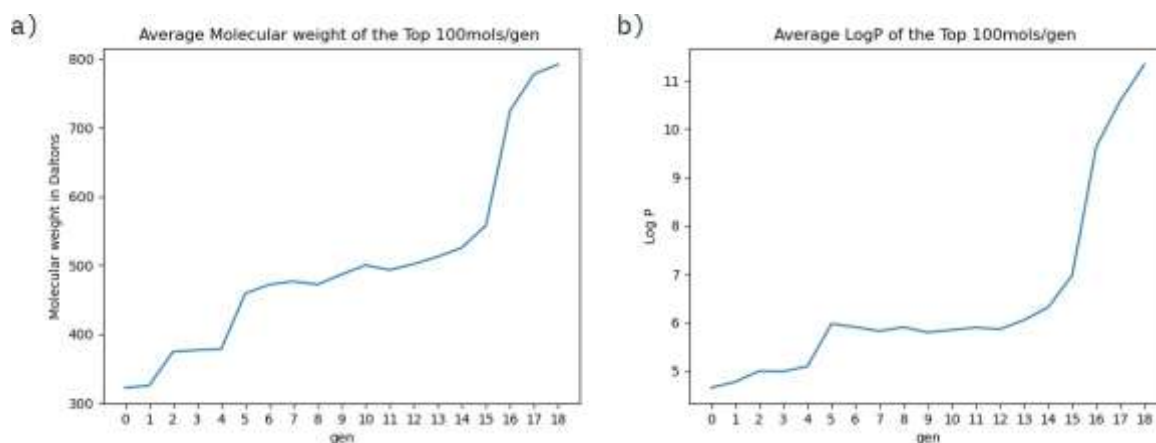 a)
Average Molecular weight of the Top 100mols/gen
800
700
600
500
400
300
Molecular weight in Daltons
0 1 2 3 4 5 6 7 8 9 10 11 12 13 14 15 16 17 18
gen
b)
Average LogP of the Top 100mols/gen
11
10
9
8
7
6
5
Log P
0 1 2 3 4 5 6 7 8 9 10 11 12 13 14 15 16 17 18
gen